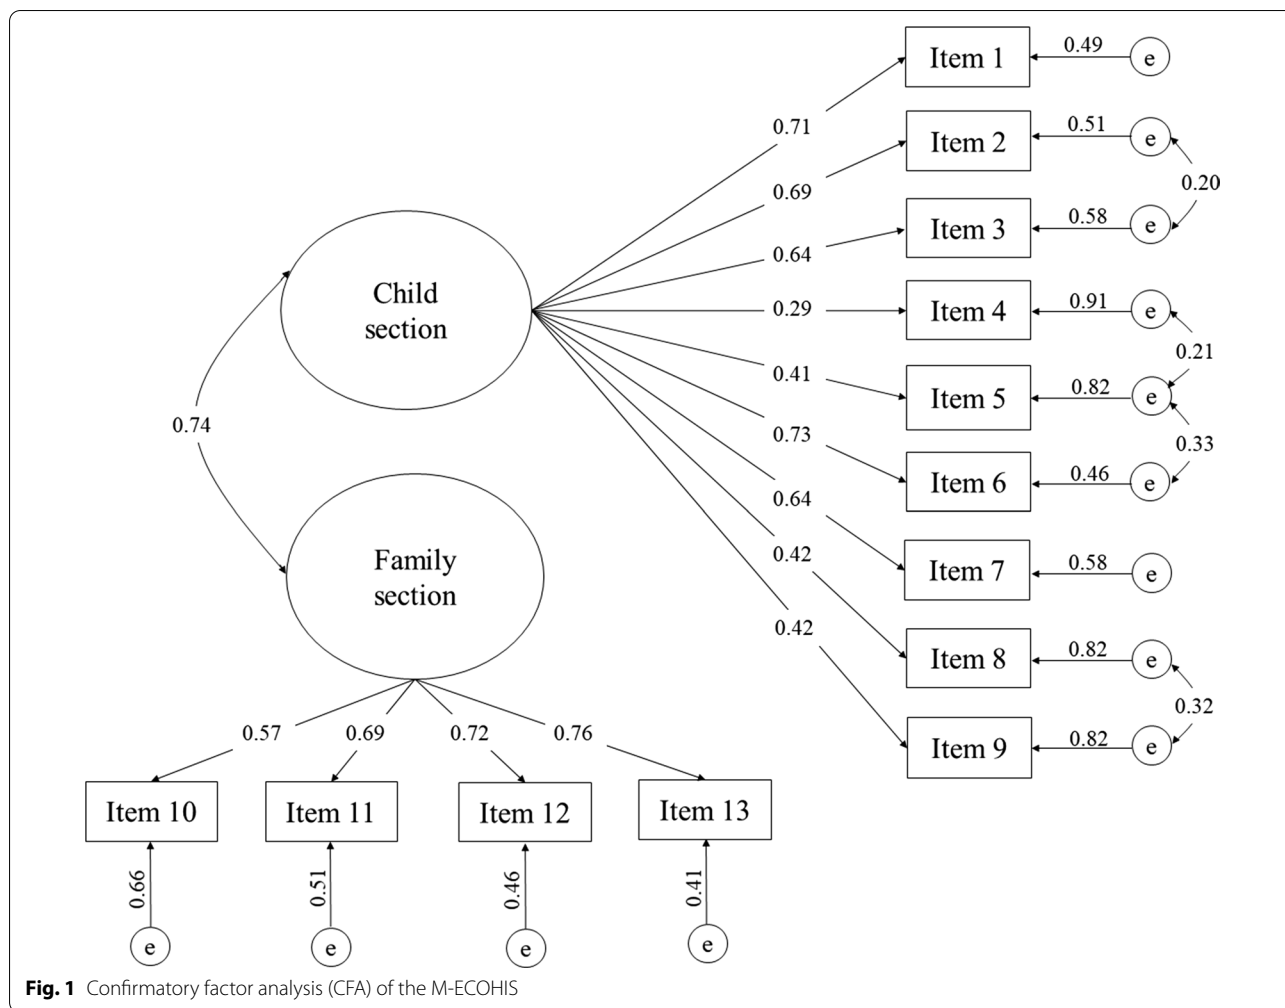 Item 1
0.49
e
0.71
Item 2
0.51
e
0.20
0.69
Item 3
0.58
e
0.64
Child
section
0.29
Item 4
0.91
e
0.21
0.41
Item 5
0.82
e
0.33
0.73
Item 6
0.46
e
0.74
0.64
Item 7
0.58
e
Family
section
0.42
Item 8
0.82
e
0.32
0.42
Item 9
0.82
e
0.57
0.69
0.72
0.76
Item 10
Item 11
Item 12
Item 13
0.66
0.51
0.46
0.41
e
e
e
e
Fig. 1 Confirmatory factor analysis (CFA) of the M-ECOHIS